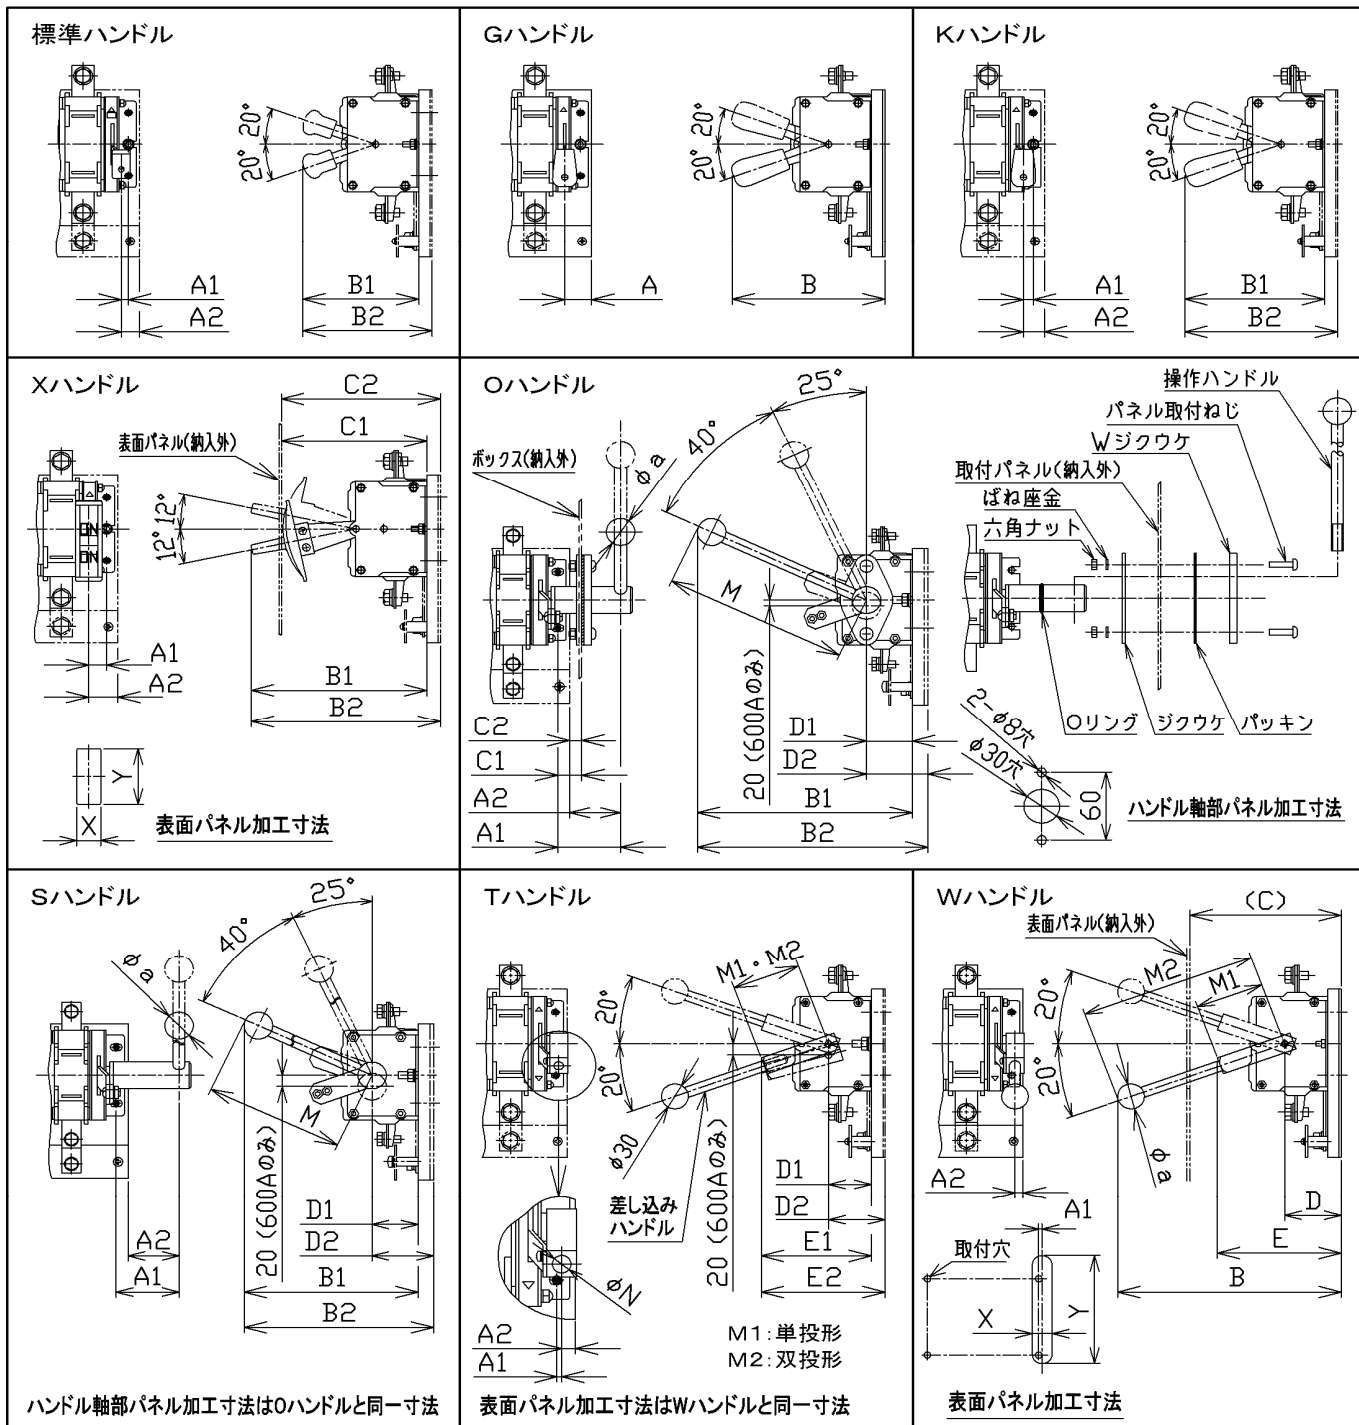 標準ハンドル
20°
20°
A1
A2
B1
B2
Gハンドル
20°
20°
A
B
Kハンドル
20°
20°
A1
A2
B1
B2
Xハンドル
C2
C1
表面パネル(納入外)
12°
12°
ON
ON
A1
A2
B1
B2
X
Y
表面パネル加工寸法
Oハンドル
25°
40°
ボックス(納入外)
φa
M
20 (600Aのみ)
C2
C1
A2
A1
D1
D2
B1
B2
操作ハンドル
パネル取付ねじ
Wジクウケ
取付パネル(納入外)
ばね座金
六角ナット
Oリング
ジクウケ
パッキン
2-φ8穴
φ30穴
60
ハンドル軸部パネル加工寸法
Sハンドル
25°
40°
φa
M
20 (600Aのみ)
A2
A1
D1
D2
B1
B2
ハンドル軸部パネル加工寸法はOハンドルと同一寸法
Tハンドル
M1・M2
20°
20°
φ30
差し込み
ハンドル
20 (600Aのみ)
D1
D2
E1
E2
φN
A2
A1
M1:単投形
M2:双投形
表面パネル加工寸法はWハンドルと同一寸法
Wハンドル
(C)
表面パネル(納入外)
M2
M1
20°
20°
φa
A2
A1
D
E
B
取付穴
X
Y
表面パネル加工寸法